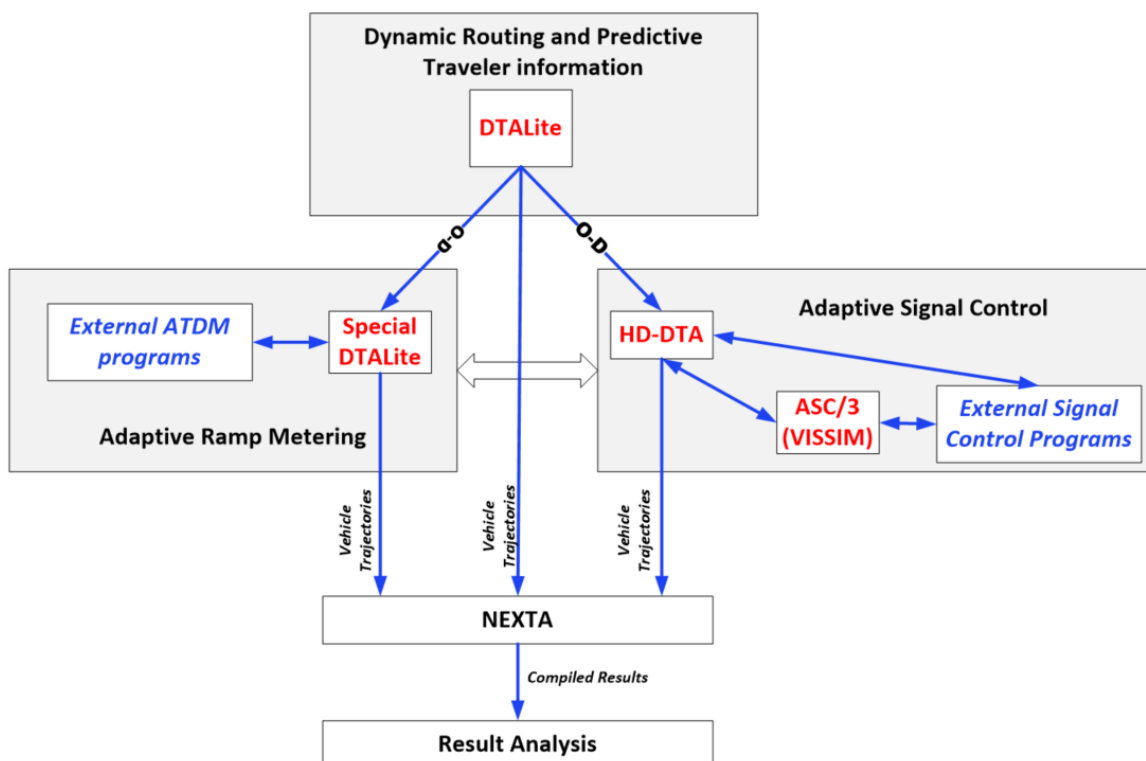 Dynamic Routing and Predictive
Traveler information
DTALite
O-D
O-D
External ATDM
programs
Special
DTALite
Adaptive Ramp Metering
Adaptive Signal Control
HD-DTA
ASC/3
(VISSIM)
External Signal
Control Programs
Vehicle
Trajectories
Vehicle
Trajectories
Vehicle
Trajectories
NEXTA
Compiled Results
Result Analysis